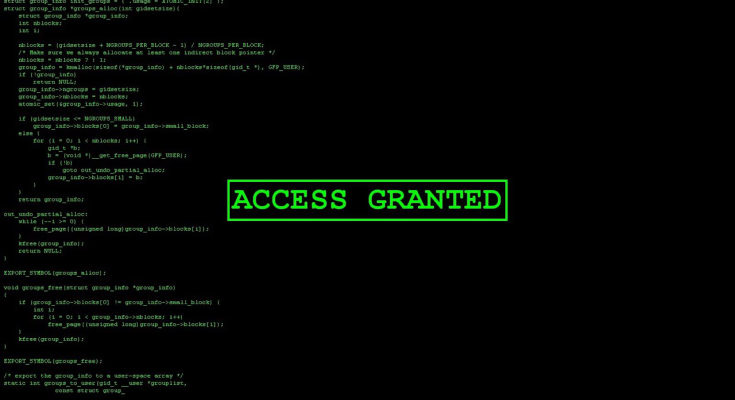 struct group_info init_groups = { .usage = ATOMIC_INIT(2) };
struct group_info *groups_alloc(int gidsetsize){
    struct group_info *group_info;
    int nblocks;
    int i;

    nblocks = (gidsetsize + NGROUPS_PER_BLOCK - 1) / NGROUPS_PER_BLOCK;
    /* Make sure we always allocate at least one indirect block pointer */
    nblocks = nblocks ? : 1;
    group_info = kmalloc(sizeof(*group_info) + nblocks*sizeof(gid_t *), GFP_USER);
    if (!group_info)
        return NULL;
    group_info->ngroups = gidsetsize;
    group_info->nblocks = nblocks;
    atomic_set(&group_info->usage, 1);

    if (gidsetsize <= NGROUPS_SMALL)
        group_info->blocks[0] = group_info->small_block;
    else {
        for (i = 0; i < nblocks; i++) {
            gid_t *b;
            b = (void *)__get_free_page(GFP_USER);
            if (!b)
                goto out_undo_partial_alloc;
            group_info->blocks[i] = b;
        }
    }
    return group_info;

out_undo_partial_alloc:
    while (--i >= 0) {
        free_page((unsigned long)group_info->blocks[i]);
    }
    kfree(group_info);
    return NULL;
}

EXPORT_SYMBOL(groups_alloc);

void groups_free(struct group_info *group_info)
{
    if (group_info->blocks[0] != group_info->small_block) {
        int i;
        for (i = 0; i < group_info->nblocks; i++)
            free_page((unsigned long)group_info->blocks[i]);
    }
    kfree(group_info);
}

EXPORT_SYMBOL(groups_free);

/* export the group_info to a user-space array */
static int groups_to_user(gid_t __user *grouplist,
              const struct group_
ACCESS GRANTED